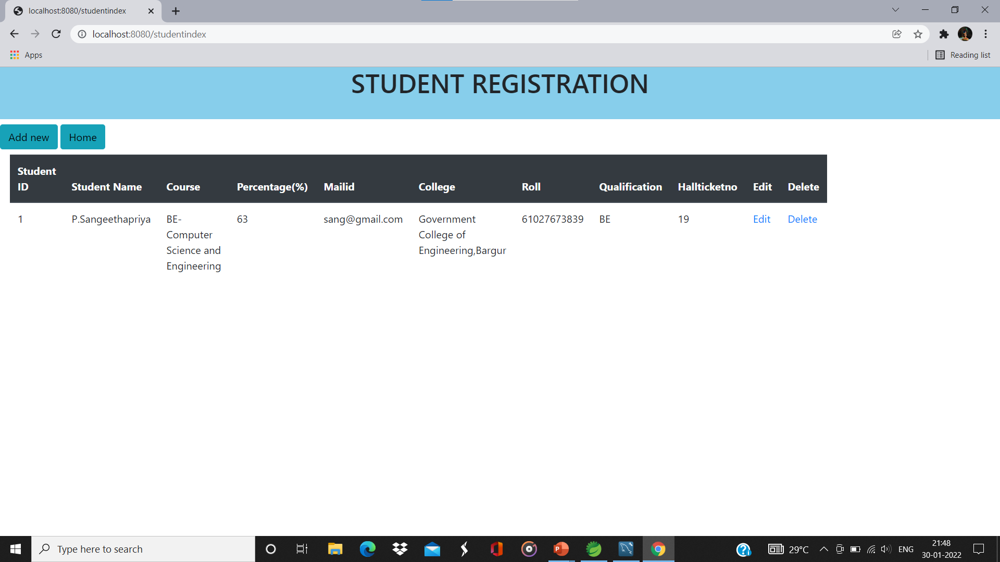 localhost:8080/studentindex
localhost:8080/studentindex
Apps
Reading list
STUDENT REGISTRATION
Add new
Home
Student
ID Student Name Course Percentage(%) Mailid College Roll Qualification Hallticketno Edit Delete
1 P.Sangeethapriya BE- 63 sang@gmail.com Government 61027673839 BE 19 Edit Delete
Computer College of
Science and Engineering,Bargur
Engineering
Type here to search
29°C
ENG
21:48
30-01-2022